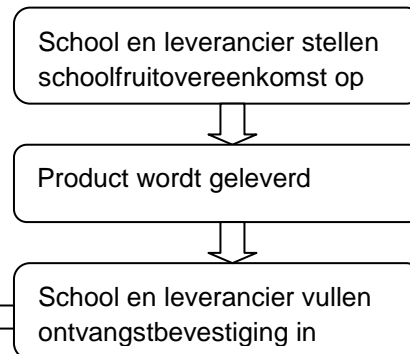 School en leverancier stellen
schoolfruitovereenkomst op
Product wordt geleverd
School en leverancier vullen
ontvangstbevestiging in